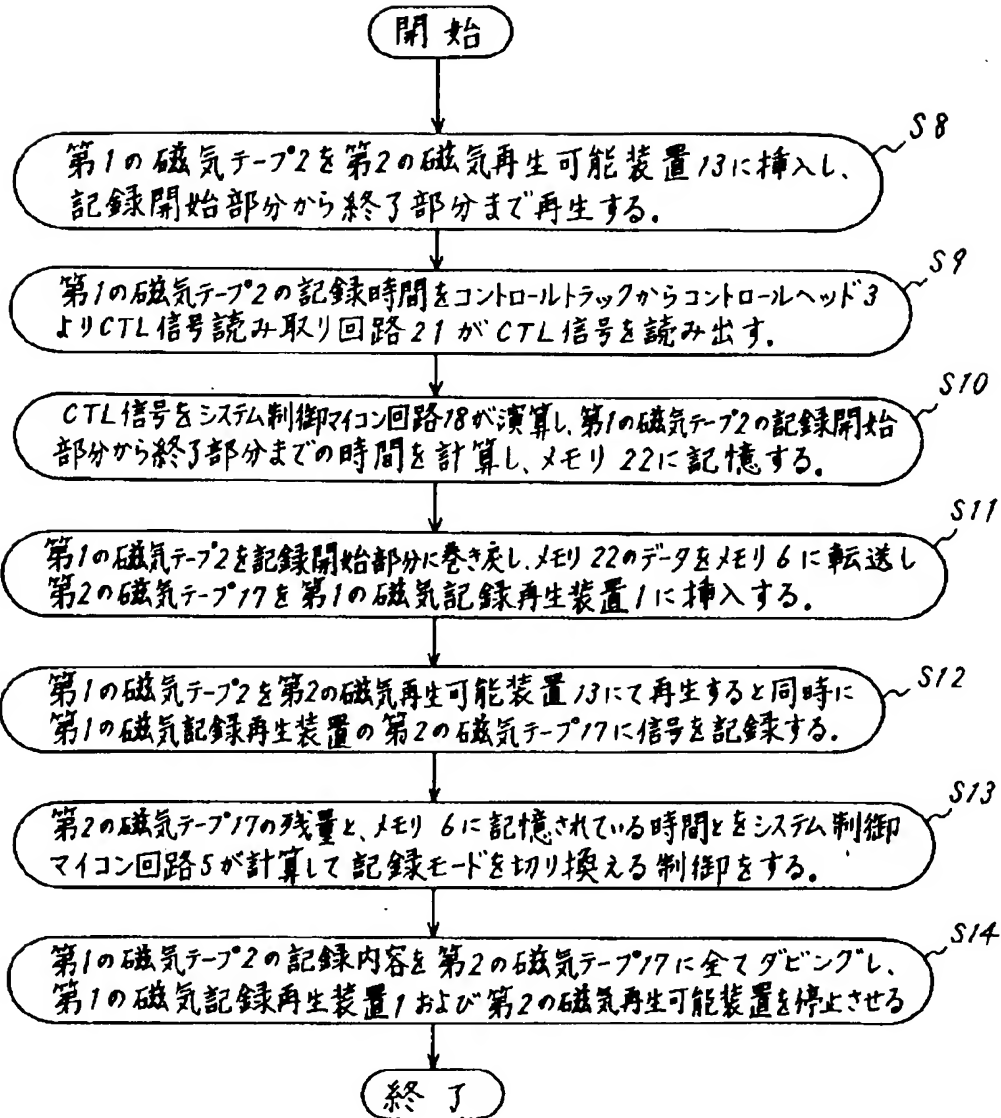 開始
S8
第1の磁気テープ2を第2の磁気再生可能装置13に挿入し、
記録開始部分から終了部分まで再生する。
S9
第1の磁気テープ2の記録時間をコントロールトラックからコントロールヘッド3
よりCTL信号読み取り回路21がCTL信号を読み出す。
S10
CTL信号をシステム制御マイコン回路18が演算し、第1の磁気テープ2の記録開始
部分から終了部分までの時間を計算し、メモリ22に記憶する。
S11
第1の磁気テープ2を記録開始部分に巻き戻し、メモリ22のデータをメモリ6に転送し
第2の磁気テープ17を第1の磁気記録再生装置1に挿入する。
S12
第1の磁気テープ2を第2の磁気再生可能装置13にて再生すると同時に
第1の磁気記録再生装置の第2の磁気テープ17に信号を記録する。
S13
第2の磁気テープ17の残量と、メモリ6に記憶されている時間とをシステム制御
マイコン回路5が計算して記録モードを切り換える制御をする。
S14
第1の磁気テープ2の記録内容を第2の磁気テープ17に全てダビングし、
第1の磁気記録再生装置1および第2の磁気再生可能装置を停止させる
終了